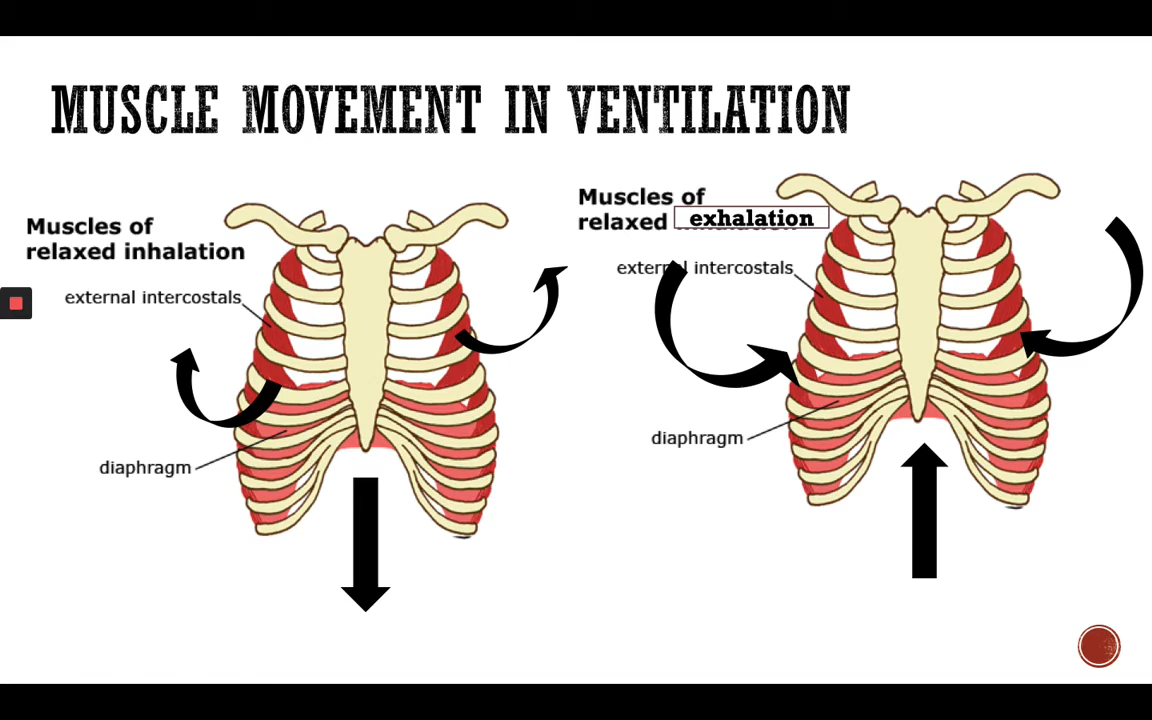 MUSCLE MOVEMENT IN VENTILATION
Muscles of
relaxed inhalation
external intercostals
diaphragm
Muscles of
relaxed exhalation
external intercostals
diaphragm